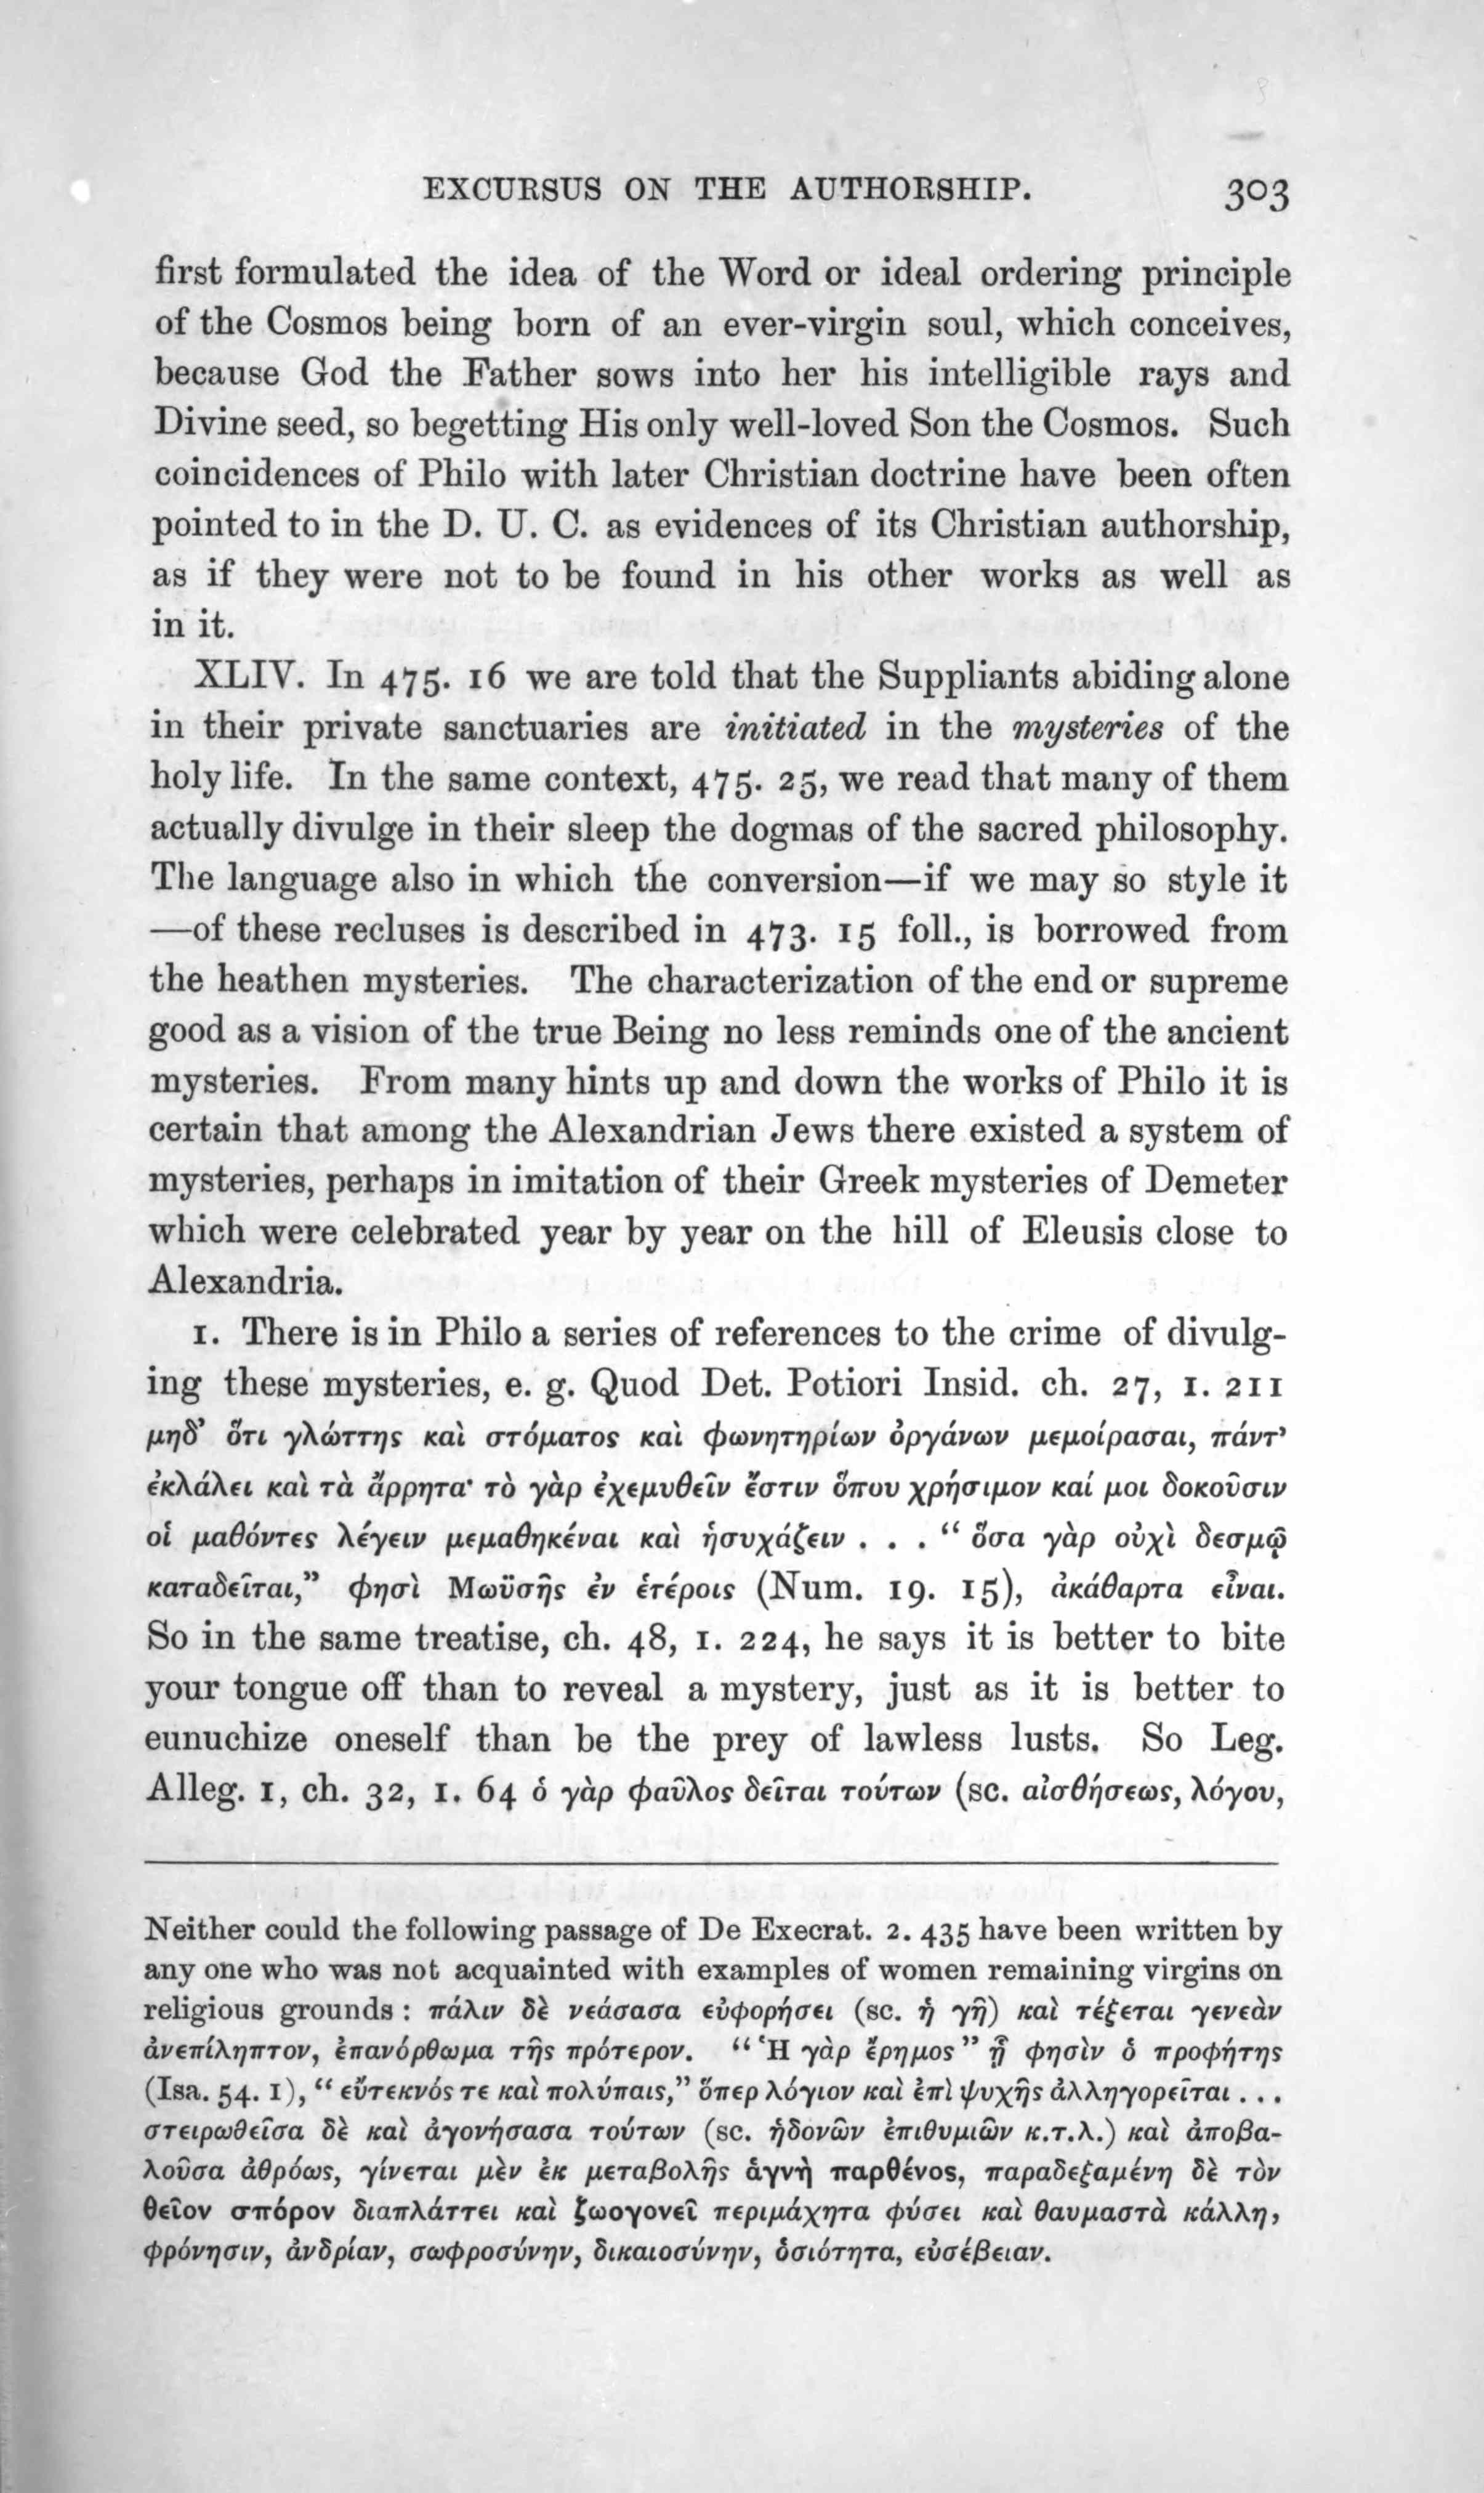 EXCURSUS ON THE AUTHORSHIP. 303
first formulated the idea of the Word or ideal ordering principle
of the Cosmos being born of an ever-virgin soul, which conceives,
because God the Father sows into her his intelligible rays and
Divine seed, so begetting His only well-loved Son the Cosmos. Such
coincidences of Philo with later Christian doctrine have been often
pointed to in the D. U. C. as evidences of its Christian authorship,
as if they were not to be found in his other works as well as
in it.
XLIV. In 475. 16 we are told that the Suppliants abiding alone
in their private sanctuaries are initiated in the mysteries of the
holy life. In the same context, 475. 25, we read that many of them
actually divulge in their sleep the dogmas of the sacred philosophy.
The language also in which the conversion—if we may so style it
—of these recluses is described in 473. 15 foll., is borrowed from
the heathen mysteries. The characterization of the end or supreme
good as a vision of the true Being no less reminds one of the ancient
mysteries. From many hints up and down the works of Philo it is
certain that among the Alexandrian Jews there existed a system of
mysteries, perhaps in imitation of their Greek mysteries of Demeter
which were celebrated year by year on the hill of Eleusis close to
Alexandria.
1. There is in Philo a series of references to the crime of divulg-
ing these mysteries, e. g. Quod Det. Potiori Insid. ch. 27, 1. 211
μηδ’ ὅτι γλώττης καὶ στόματος καὶ φωνητηρίων ὀργάνων μεμοίρασαι, πάντ’
ἐκλάλει καὶ τὰ ἄρρητα· τὸ γὰρ ἐχεμυθεῖν ἔστιν ὅπου χρήσιμον καί μοι δοκοῦσιν
οἱ μαθόντες λέγειν μεμαθηκέναι καὶ ἡσυχάζειν . . . “ ὅσα γὰρ οὐχὶ δεσμῷ
καταδεῖται,” φησὶ Μωϋσῆς ἐν ἑτέροις (Num. 19. 15), ἀκάθαρτα εἶναι.
So in the same treatise, ch. 48, 1. 224, he says it is better to bite
your tongue off than to reveal a mystery, just as it is better to
eunuchize oneself than be the prey of lawless lusts. So Leg.
Alleg. 1, ch. 32, 1. 64 ὁ γὰρ φαῦλος δεῖται τούτων (sc. αἰσθήσεως, λόγου,
Neither could the following passage of De Execrat. 2. 435 have been written by
any one who was not acquainted with examples of women remaining virgins on
religious grounds : πάλιν δὲ νεάσασα εὐφορήσει (sc. ἡ γῆ) καὶ τέξεται γενεὰν
ἀνεπίληπτον, ἐπανόρθωμα τῆς πρότερον. “ Ἡ γὰρ ἔρημος ” ᾗ φησὶν ὁ προφήτης
(Isa. 54. 1), “ εὔτεκνός τε καὶ πολύπαις,” ὅπερ λόγιον καὶ ἐπὶ ψυχῆς ἀλληγορεῖται . . .
στειρωθεῖσα δὲ καὶ ἀγονήσασα τούτων (sc. ἡδονῶν ἐπιθυμιῶν κ.τ.λ.) καὶ ἀποβα-
λοῦσα ἀθρόως, γίνεται μὲν ἐκ μεταβολῆς ἁγνὴ παρθένος, παραδεξαμένη δὲ τὸν
θεῖον σπόρον διαπλάττει καὶ ζωογονεῖ περιμάχητα φύσει καὶ θαυμαστὰ κάλλη,
φρόνησιν, ἀνδρίαν, σωφροσύνην, δικαιοσύνην, ὁσιότητα, εὐσέβειαν.